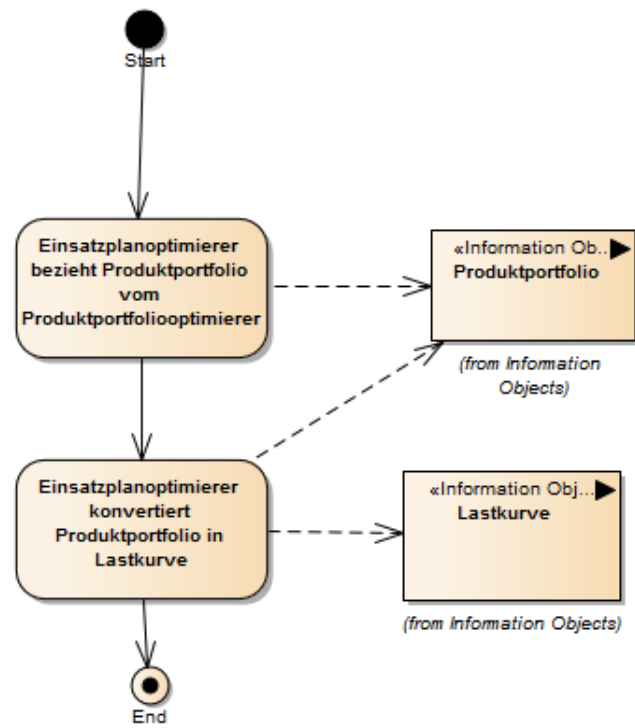 Start
Einsatzplanoptimierer
bezieht Produktportfolio
vom
Produktportfoliooptimierer
«Information Ob...
Produktportfolio
(from Information
Objects)
Einsatzplanoptimierer
konvertiert
Produktportfolio in
Lastkurve
«Information Obj...
Lastkurve
(from Information Objects)
End